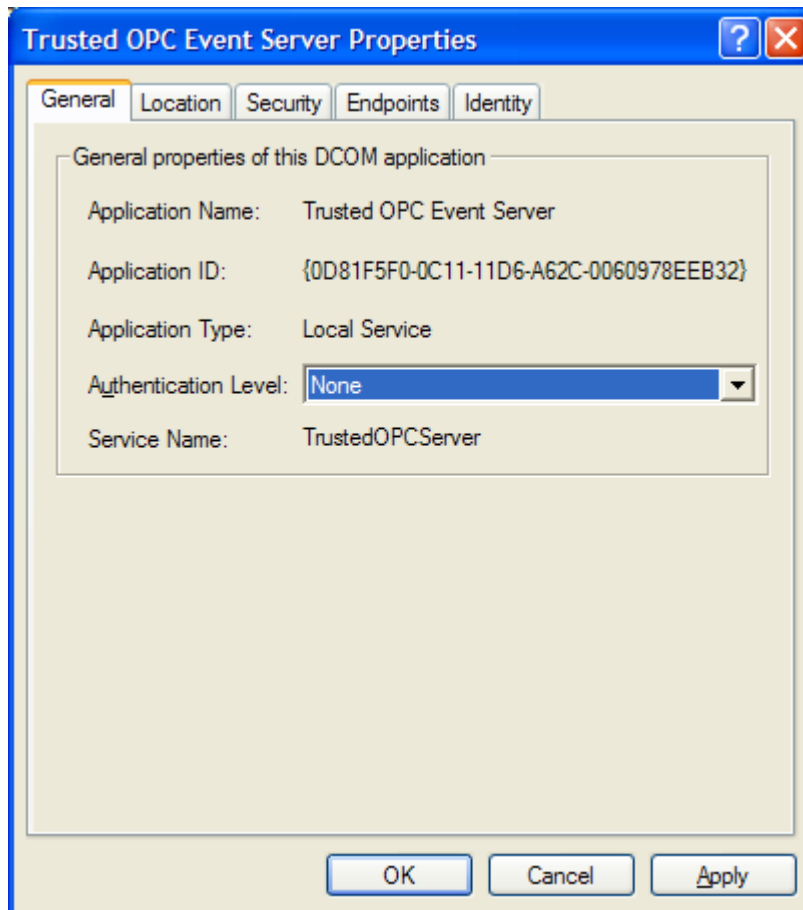 Trusted OPC Event Server Properties
General Location Security Endpoints Identity
General properties of this DCOM application
Application Name: Trusted OPC Event Server
Application ID: {0D81F5F0-0C11-11D6-A62C-0060978EEB32}
Application Type: Local Service
Authentication Level: None
Service Name: TrustedOPCServer
OK Cancel Apply